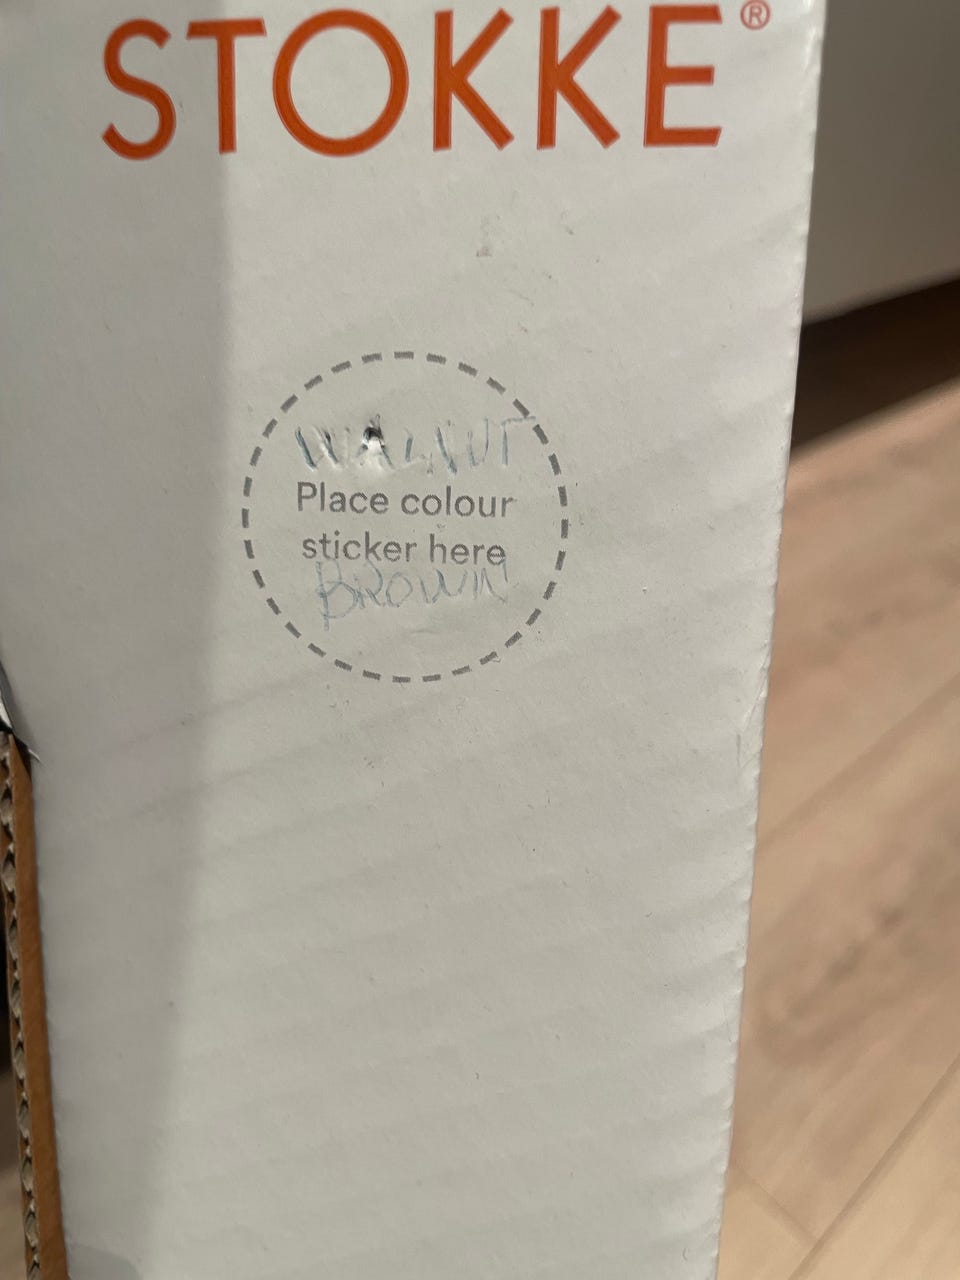 STOKKE®
WALNUT
Place colour
sticker here
BROWN